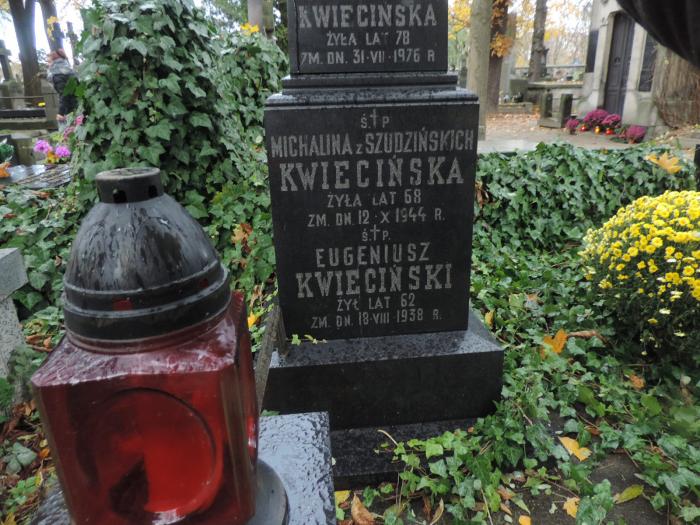 KWIECIŃSKA
ŻYŁA LAT 78
ZM. DN. 31·VII·1976 R.
Ś.†P.
MICHALINA z SZUDZIŃSKICH
KWIECIŃSKA
ŻYŁA LAT 68
ZM. DN. 12·X·1944 R.
Ś.†P.
EUGENIUSZ
KWIECIŃSKI
ŻYŁ LAT 62
ZM. DN. 18·VIII·1938 R.